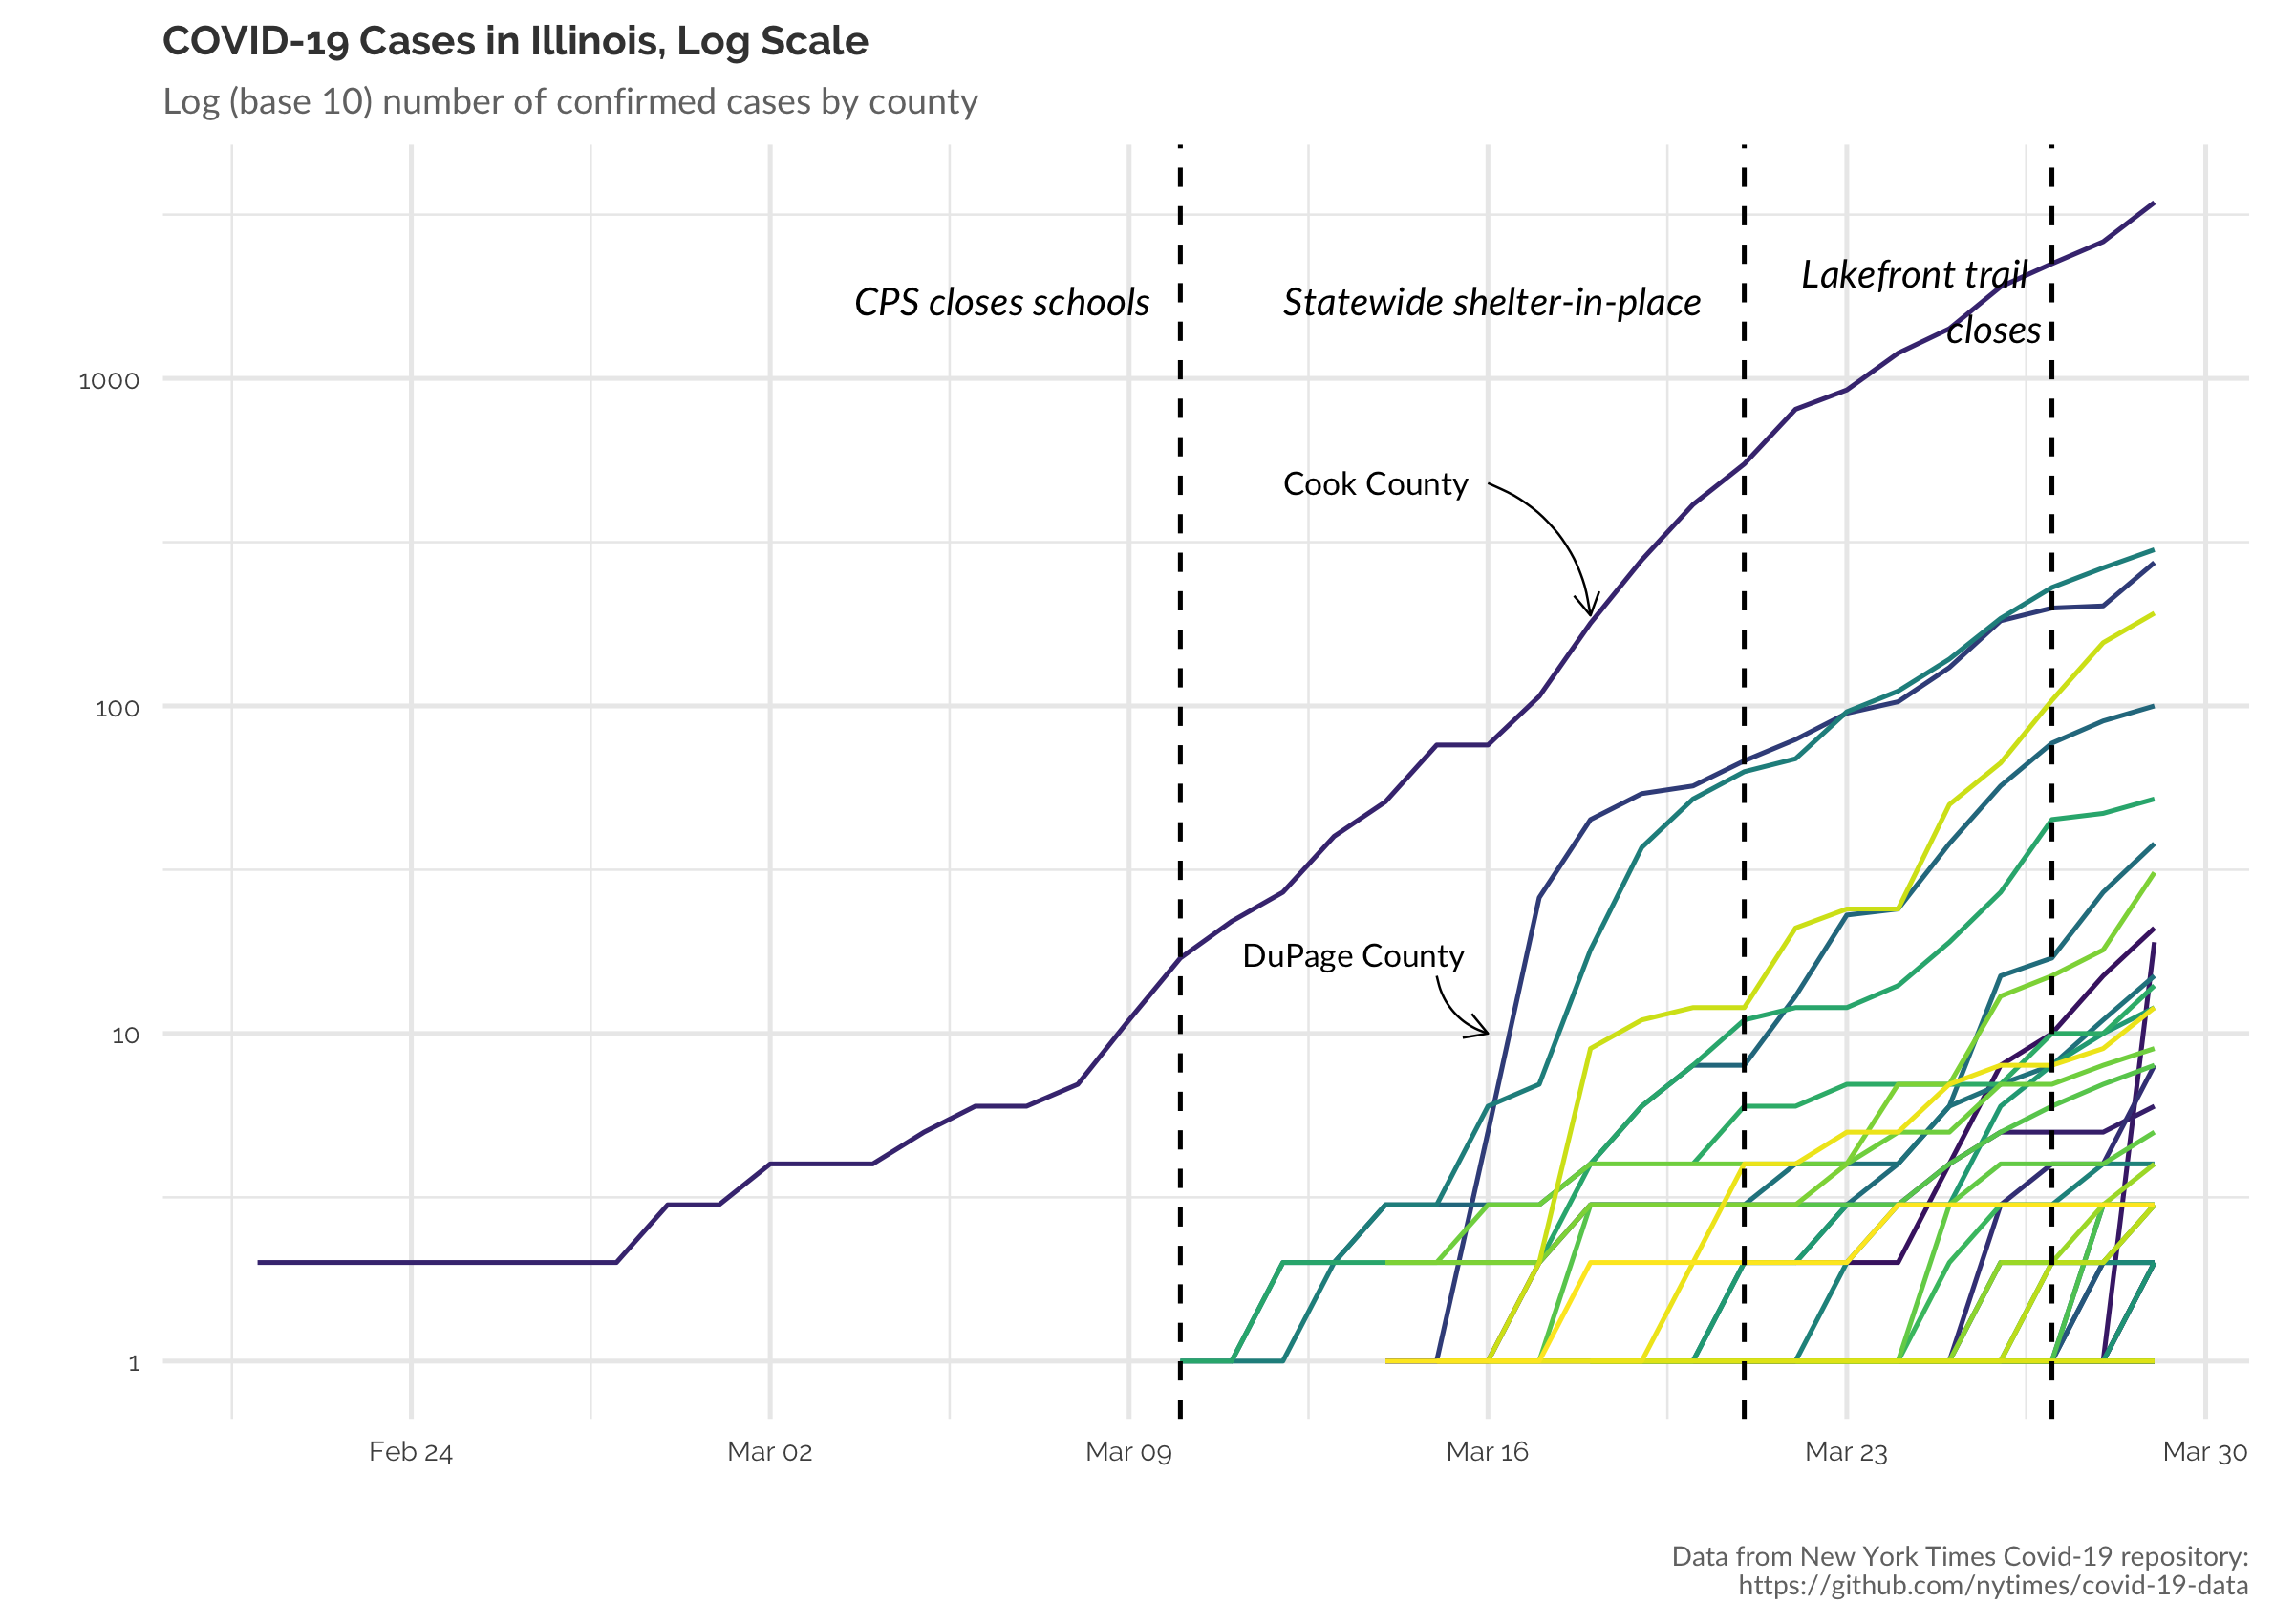 COVID-19 Cases in Illinois, Log Scale
Log (base 10) number of confirmed cases by county
CPS closes schools
Statewide shelter-in-place
Lakefront trail
closes
1000
Cook County
100
DuPage County
10
1
Feb 24
Mar 02
Mar 09
Mar 16
Mar 23
Mar 30
Data from New York Times Covid-19 repository:
https://github.com/nytimes/covid-19-data